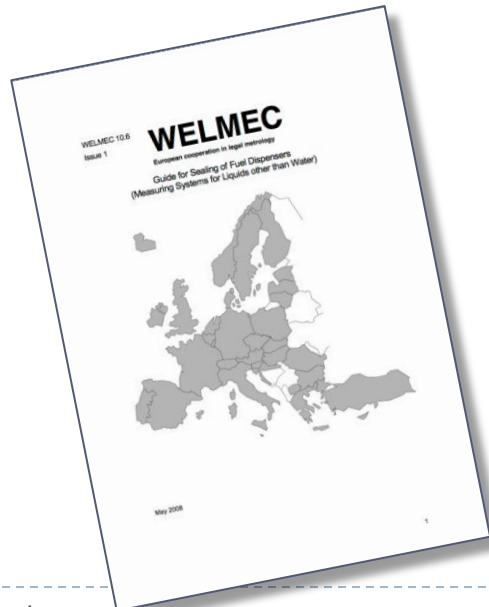 WELMEC 10.6
Issue 1
WELMEC
European cooperation in legal metrology
Guide for Sealing of Fuel Dispensers
(Measuring Systems for Liquids other than Water)
May 2008
1